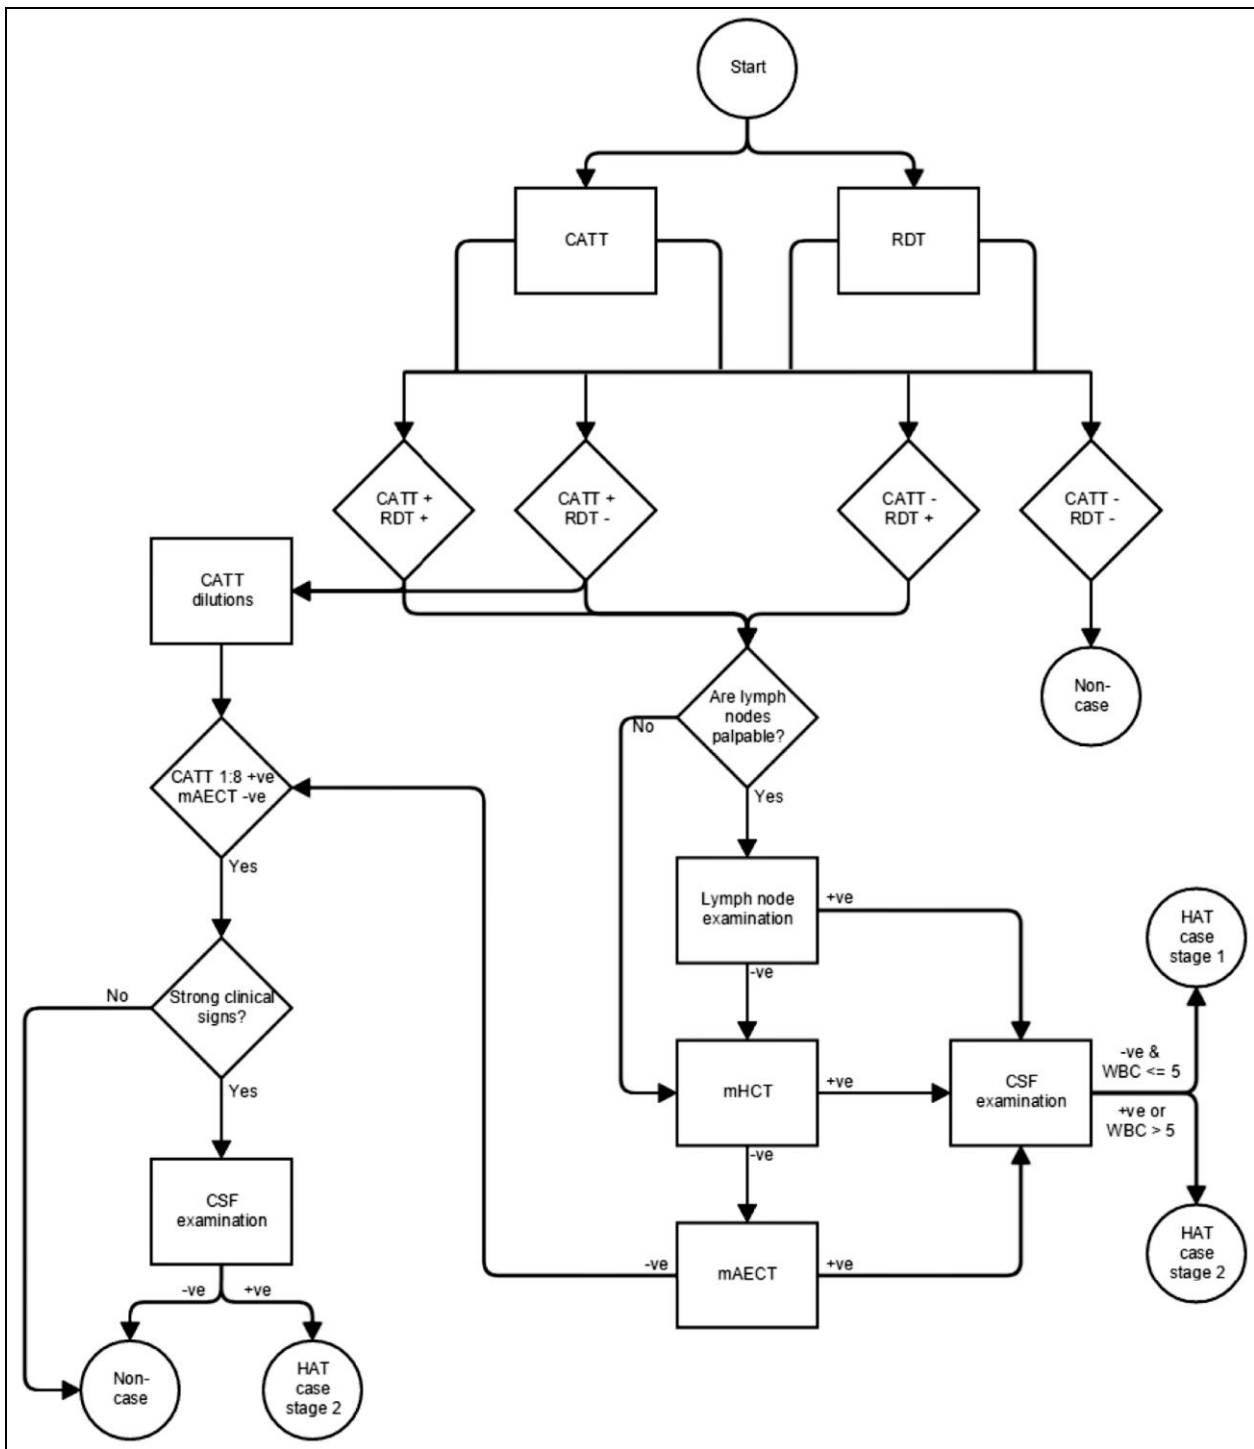 Start
CATT
RDT
CATT +
RDT +
CATT +
RDT -
CATT -
RDT +
CATT -
RDT -
CATT
dilutions
Are lymph
nodes
palpable?
No
Yes
Non-
case
CATT 1:8 +ve
mAECT -ve
Yes
Lymph node
examination
+ve
-ve
HAT
case
stage 1
Strong clinical
signs?
No
Yes
mHCT
+ve
-ve
CSF
examination
-ve &
WBC <= 5
+ve or
WBC > 5
CSF
examination
-ve
+ve
mAECT
-ve
+ve
HAT
case
stage 2
Non-
case
HAT
case
stage 2